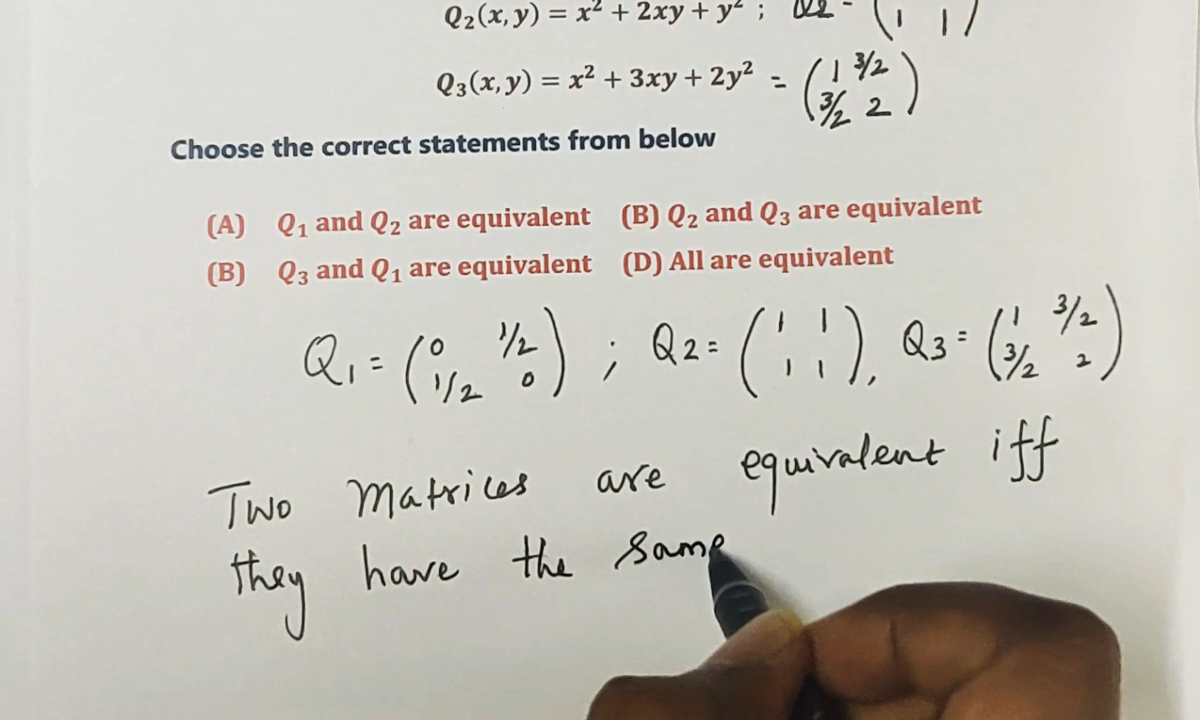 Q₂(x, y) = x² + 2xy + y² ; Q2 = ( 1 1 )
Q₃(x, y) = x² + 3xy + 2y² = ( 1 3/2
3/2 2 )
Choose the correct statements from below
(A) Q₁ and Q₂ are equivalent (B) Q₂ and Q₃ are equivalent
(B) Q₃ and Q₁ are equivalent (D) All are equivalent
Q₁ = ( 0 1/2 ; Q2 = ( 1 1 , Q3 = ( 1 3/2
1/2 0 ) 1 1 ) 3/2 2 )
Two Matrices are equivalent iff
they have the same